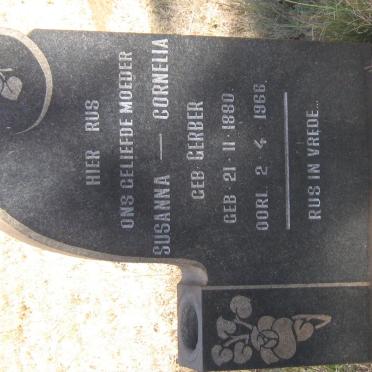 HIER RUS
ONS GELIEFDE MOEDER
SUSANNA — CORNELIA
GEB GERBER
GEB 21·11 1880
OORL 2 4 1966
RUS IN VREDE...